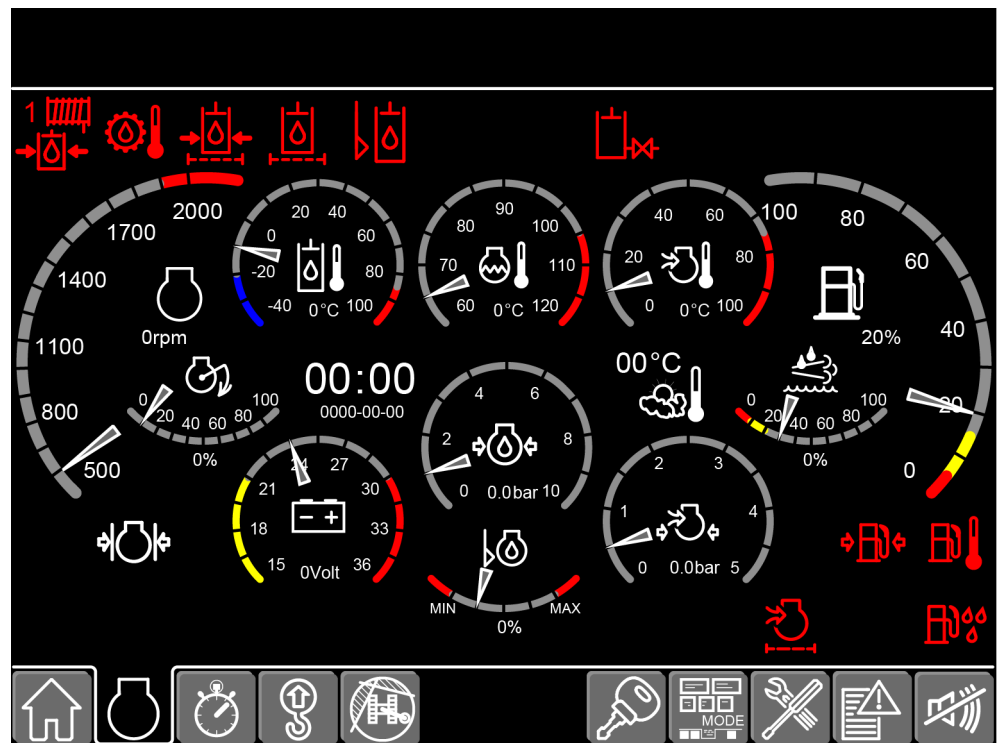 1
2000
1700
1400
1100
800
500
0rpm
20 40
0 60
-20 80
-40 0°C 100
90
80 100
70 110
60 0°C 120
40 60
20 80
0 0°C 100
100
80
60
40
20
0
20%
0 20 40 60 80 100
0%
00:00
0000-00-00
00°C
0 20 40 60 80 100
0%
4 6
2 8
0 0.0bar 10
24 27
21 30
18 33
15 0Volt 36
2 3
1 4
0 0.0bar 5
MIN MAX
0%
MODE